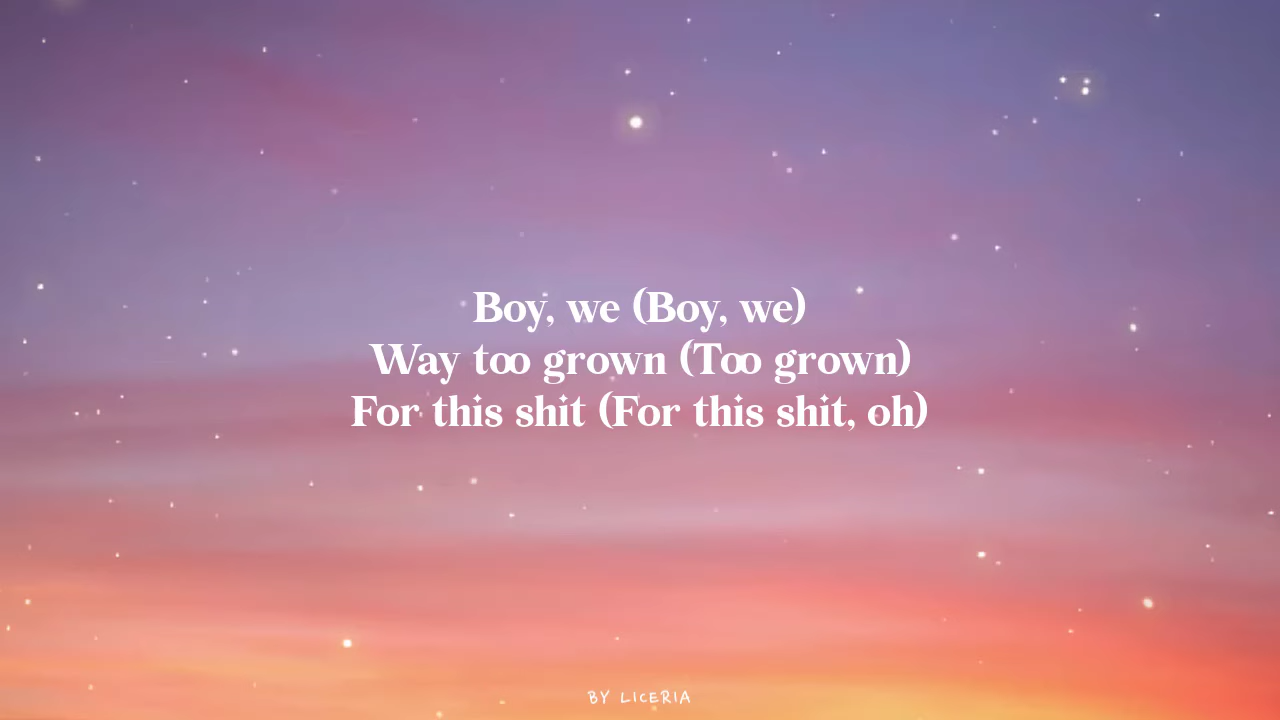 Boy, we (Boy, we)
Way too grown (Too grown)
For this shit (For this shit, oh)
BY LICERIA